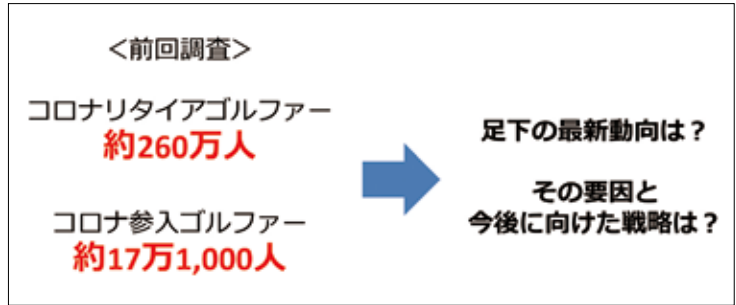 ＜前回調査＞
コロナリタイアゴルファー
約260万人
コロナ参入ゴルファー
約17万1,000人
足下の最新動向は？
その要因と
今後に向けた戦略は？